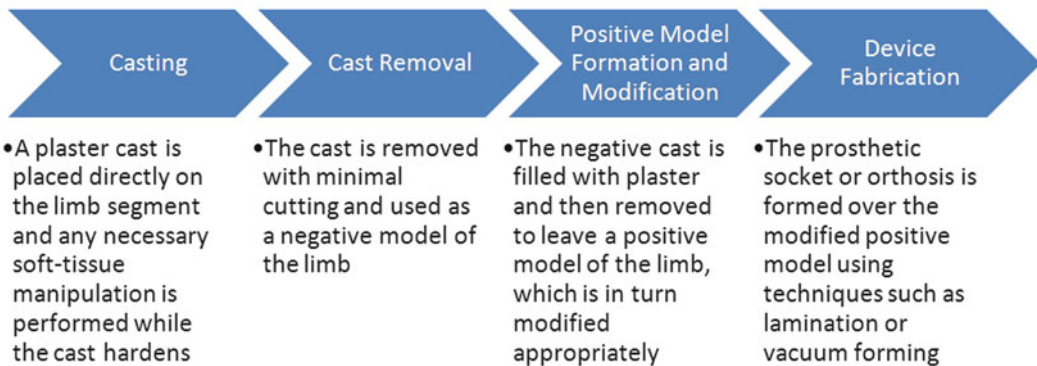 Casting
Cast Removal
Positive Model
Formation and
Modification
Device
Fabrication
•A plaster cast is
placed directly on
the limb segment
and any necessary
soft-tissue
manipulation is
performed while
the cast hardens
•The cast is removed
with minimal
cutting and used as
a negative model of
the limb
•The negative cast is
filled with plaster
and then removed
to leave a positive
model of the limb,
which is in turn
modified
appropriately
•The prosthetic
socket or orthosis is
formed over the
modified positive
model using
techniques such as
lamination or
vacuum forming